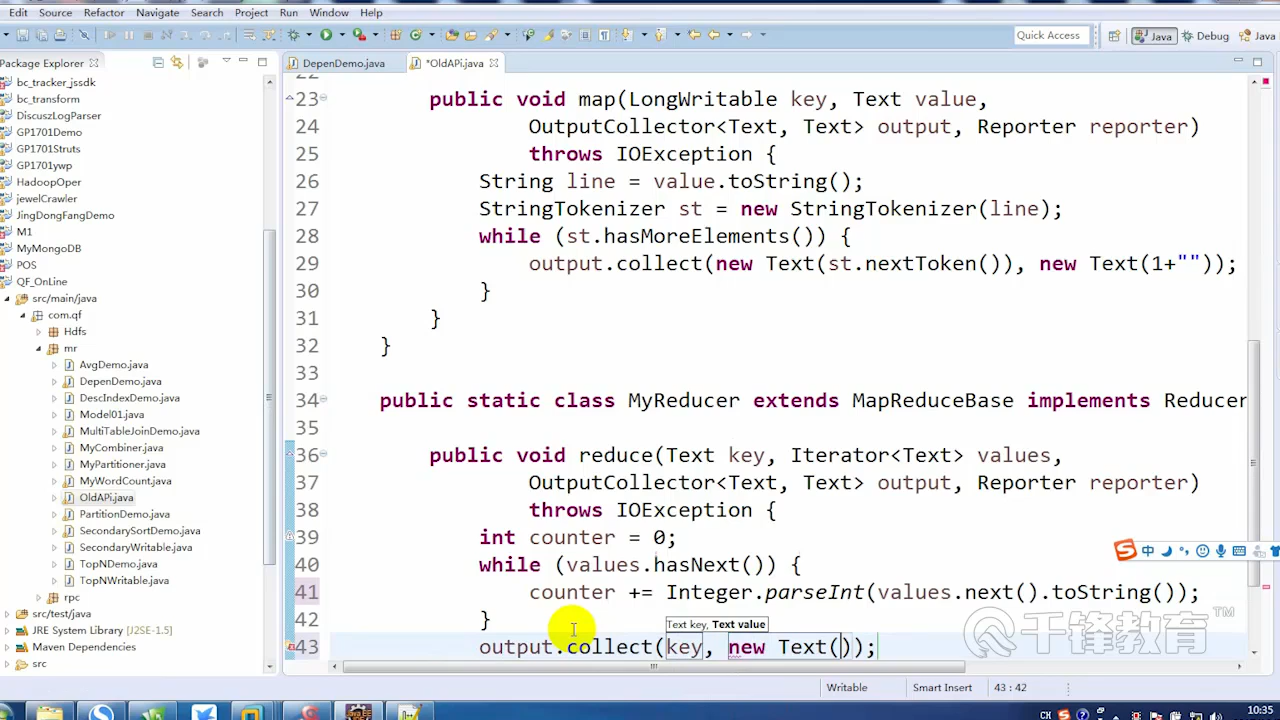 Edit Source Refactor Navigate Search Project Run Window Help
Quick Access Java Debug Java
Package Explorer
DepenDemo.java *OldAPi.java
bc_tracker_jssdk
bc_transform
DiscuszLogParser
GP1701Demo
GP1701Struts
GP1701ywp
HadoopOper
jewelCrawler
JingDongFangDemo
M1
MyMongoDB
POS
QF_OnLine
src/main/java
com.qf
Hdfs
mr
AvgDemo.java
DepenDemo.java
DescIndexDemo.java
Model01.java
MultiTableJoinDemo.java
MyCombiner.java
MyPartitioner.java
MyWordCount.java
OldAPi.java
PartitionDemo.java
SecondarySortDemo.java
SecondaryWritable.java
TopNDemo.java
TopNWritable.java
rpc
src/test/java
JRE System Library [J2SE-1.5]
Maven Dependencies
src
22
23 public void map(LongWritable key, Text value,
24 OutputCollector<Text, Text> output, Reporter reporter)
25 throws IOException {
26 String line = value.toString();
27 StringTokenizer st = new StringTokenizer(line);
28 while (st.hasMoreElements()) {
29 output.collect(new Text(st.nextToken()), new Text(1+""));
30 }
31 }
32 }
33
34 public static class MyReducer extends MapReduceBase implements Reducer
35
36 public void reduce(Text key, Iterator<Text> values,
37 OutputCollector<Text, Text> output, Reporter reporter)
38 throws IOException {
39 int counter = 0;
40 while (values.hasNext()) {
41 counter += Integer.parseInt(values.next().toString());
42 }
Text key, Text value
43 output.collect(key, new Text());
中
千锋教育™
Writable Smart Insert 43 : 42
CH 10:35